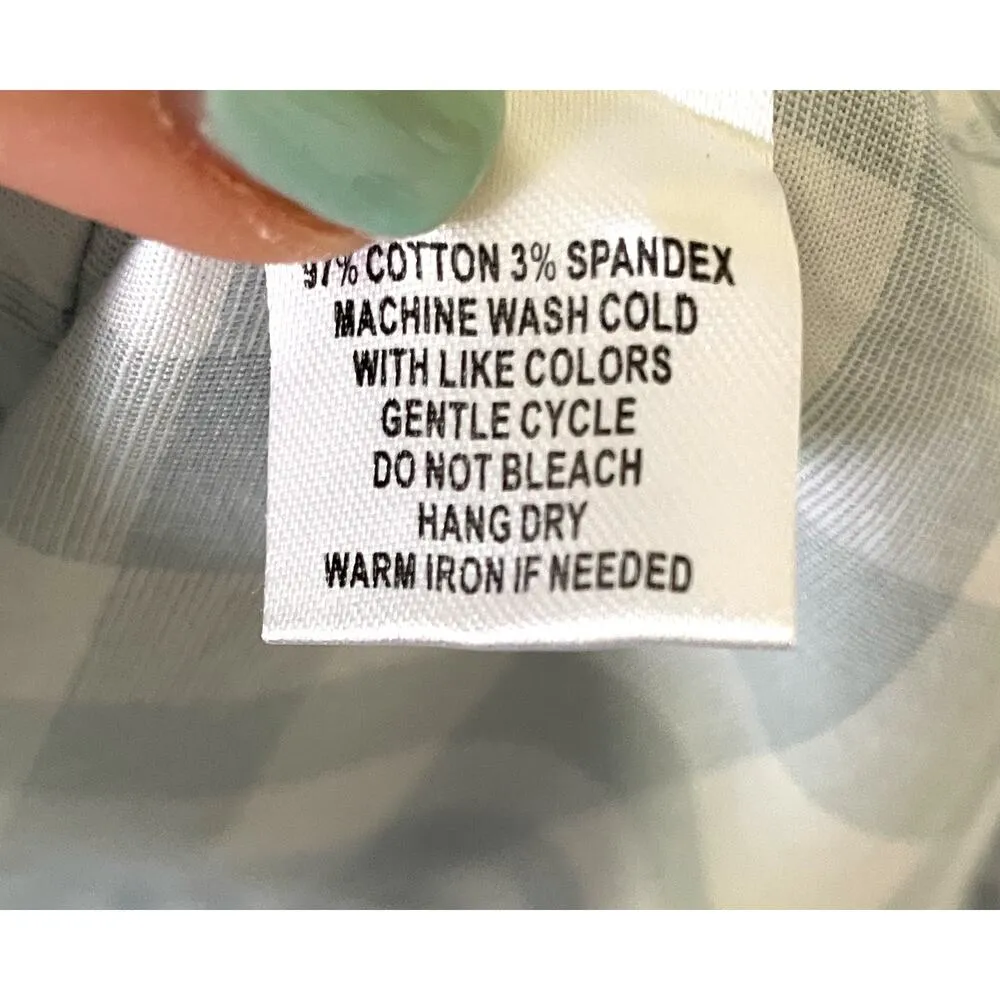 97% COTTON 3% SPANDEX
MACHINE WASH COLD
WITH LIKE COLORS
GENTLE CYCLE
DO NOT BLEACH
HANG DRY
WARM IRON IF NEEDED